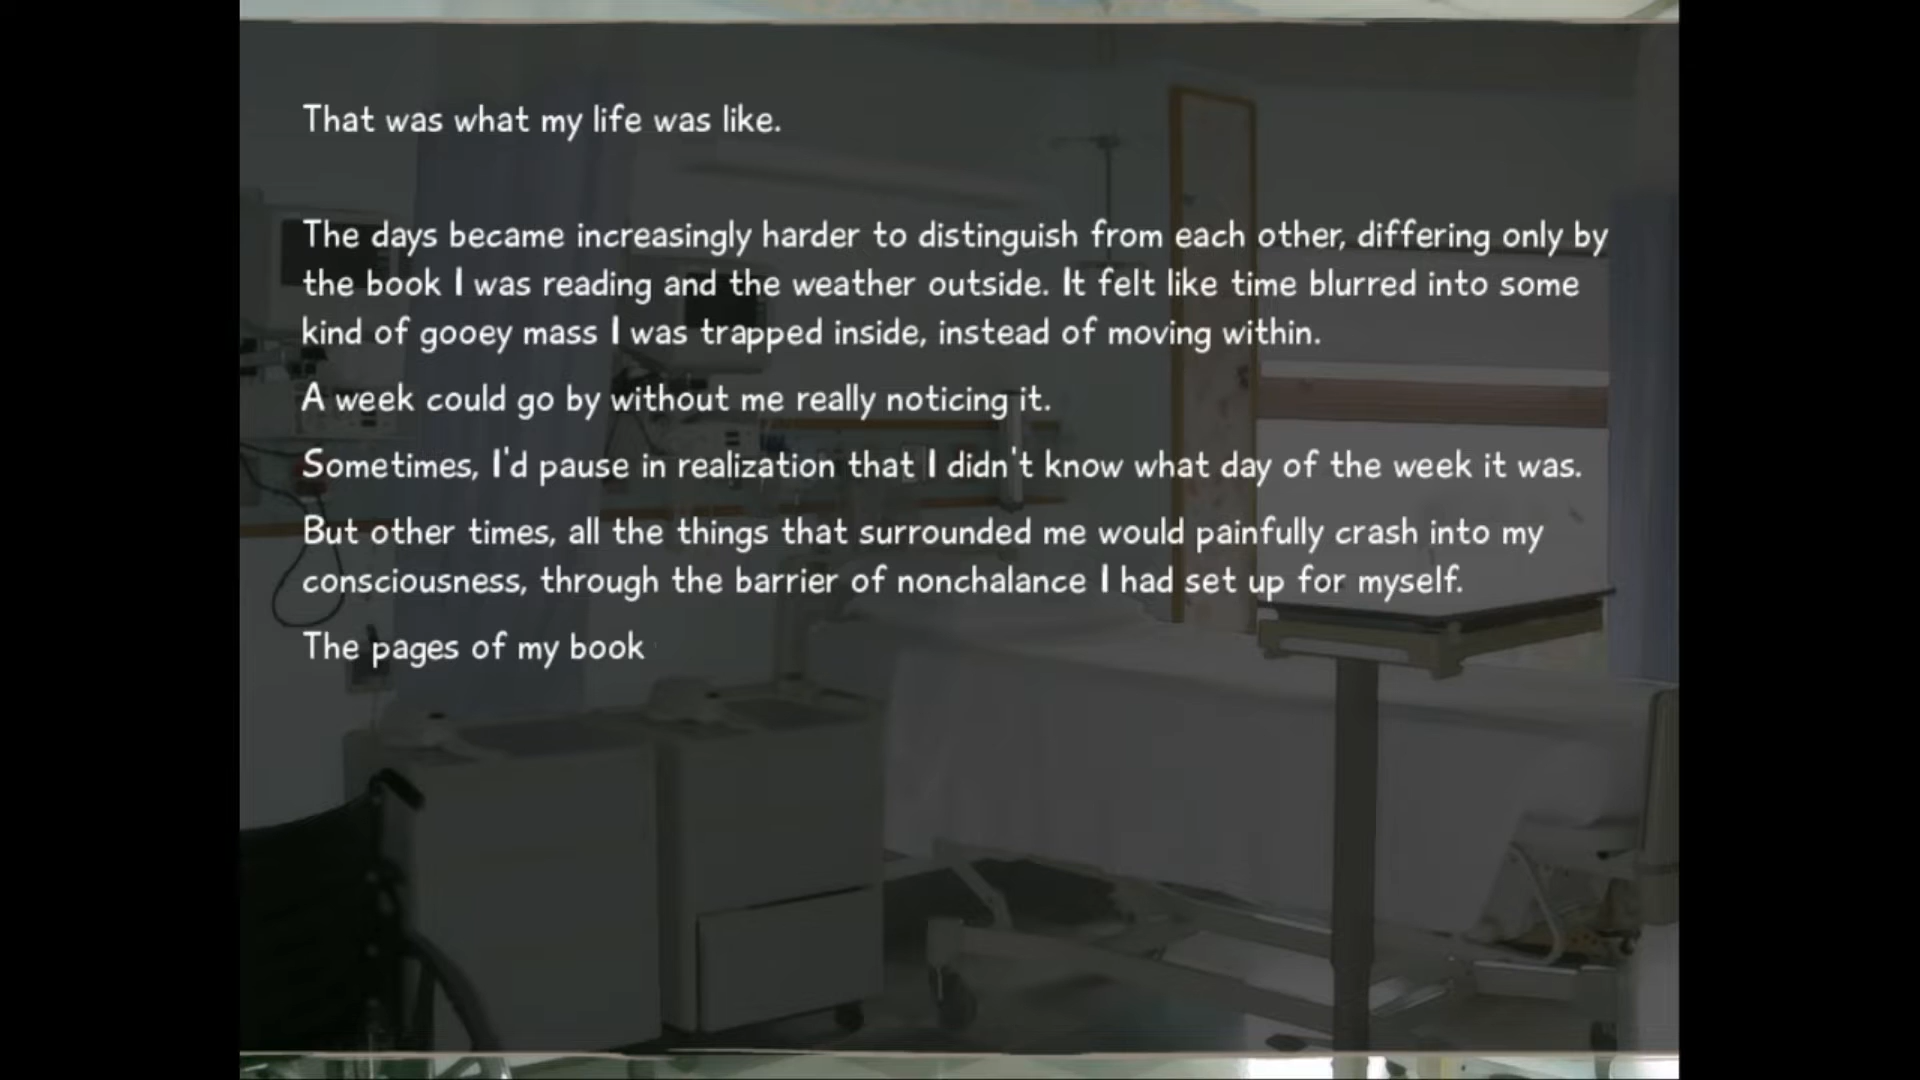 That was what my life was like.
The days became increasingly harder to distinguish from each other, differing only by
the book I was reading and the weather outside. It felt like time blurred into some
kind of gooey mass I was trapped inside, instead of moving within.
A week could go by without me really noticing it.
Sometimes, I'd pause in realization that I didn't know what day of the week it was.
But other times, all the things that surrounded me would painfully crash into my
consciousness, through the barrier of nonchalance I had set up for myself.
The pages of my book